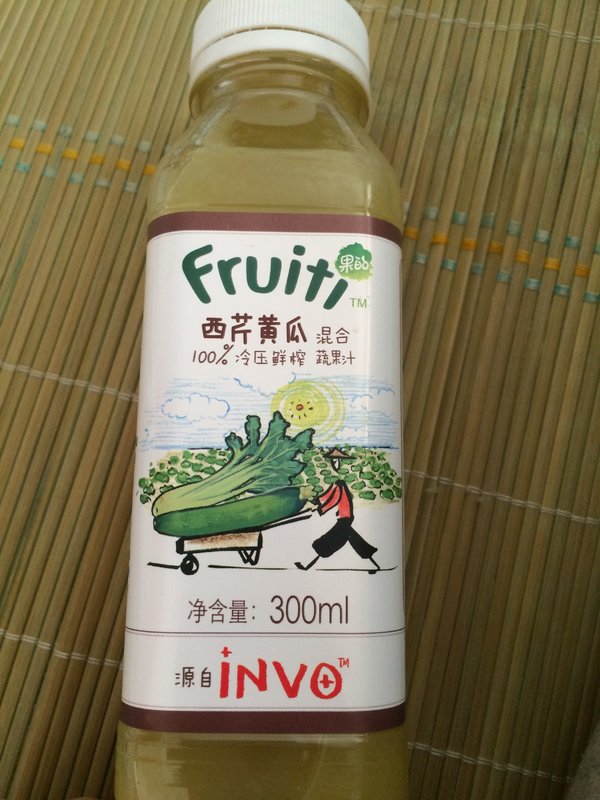 Fruiti 果的
TM
西芹黄瓜 混合
100% 冷压鲜榨 蔬果汁
净含量: 300ml
源自 iNVO TM